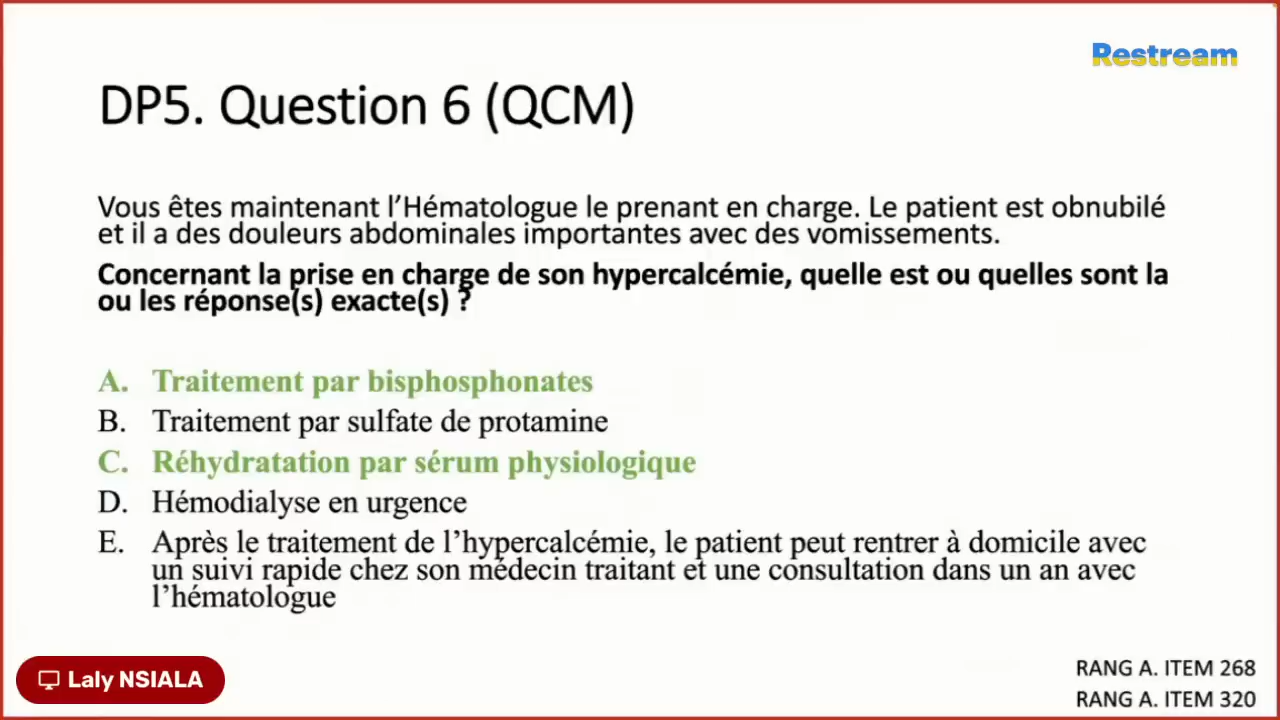 Restream
DP5. Question 6 (QCM)
Vous êtes maintenant l’Hématologue le prenant en charge. Le patient est obnubilé
et il a des douleurs abdominales importantes avec des vomissements.
Concernant la prise en charge de son hypercalcémie, quelle est ou quelles sont la
ou les réponse(s) exacte(s) ?
A. Traitement par bisphosphonates
B. Traitement par sulfate de protamine
C. Réhydratation par sérum physiologique
D. Hémodialyse en urgence
E. Après le traitement de l’hypercalcémie, le patient peut rentrer à domicile avec
un suivi rapide chez son médecin traitant et une consultation dans un an avec
l’hématologue
Laly NSIALA
RANG A. ITEM 268
RANG A. ITEM 320